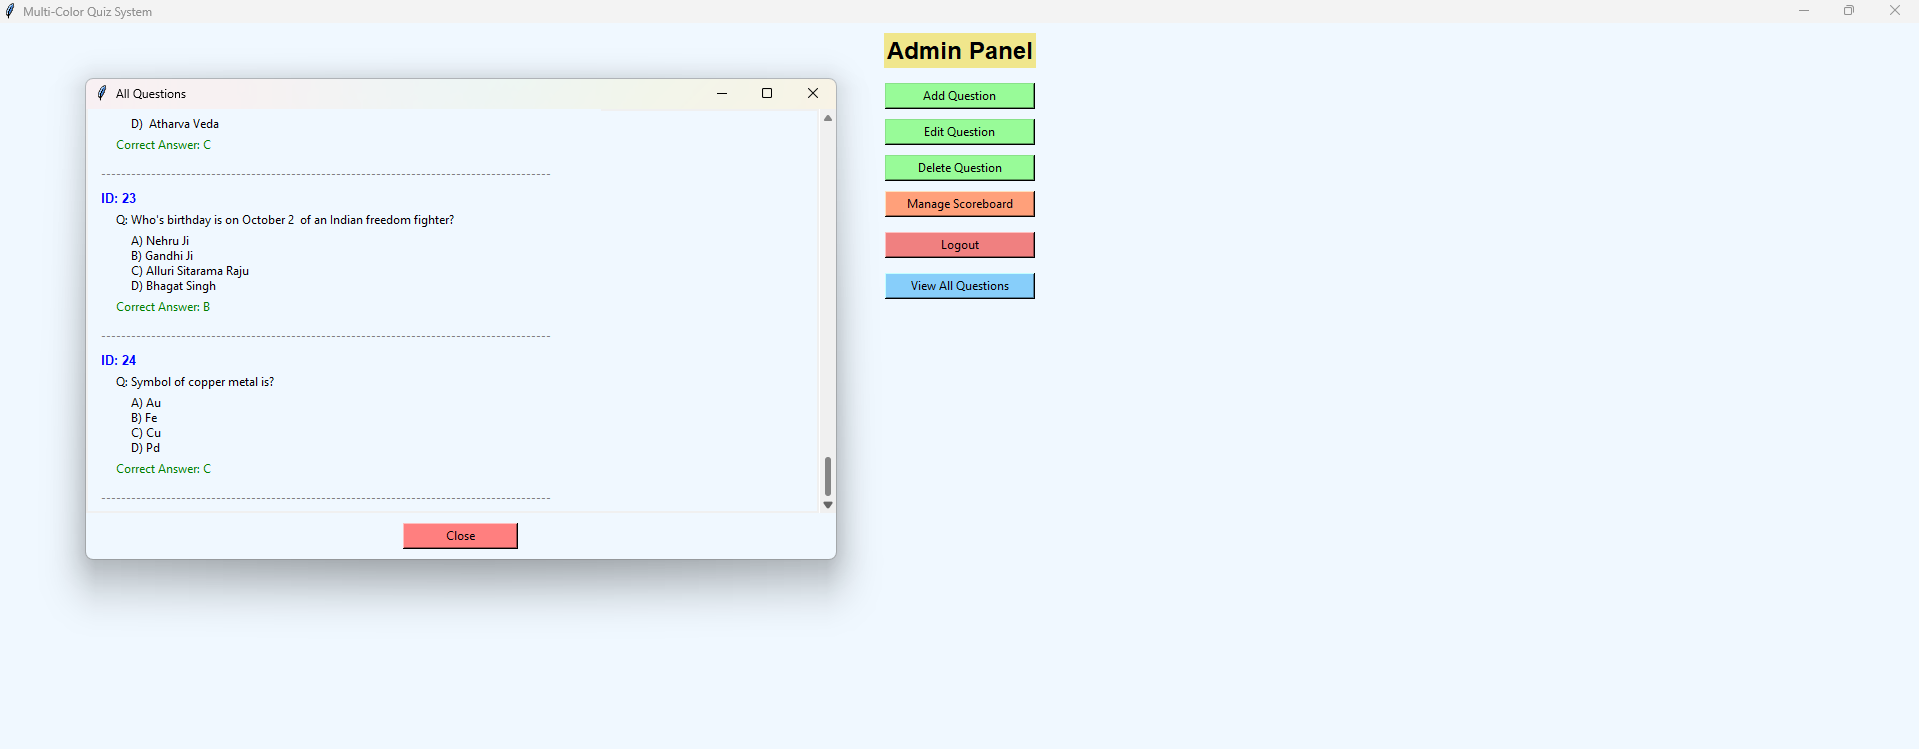 Multi-Color Quiz System
Admin Panel
Add Question
Edit Question
Delete Question
Manage Scoreboard
Logout
View All Questions
All Questions
D)  Atharva Veda
Correct Answer: C
------------------------------------------------------------------------------------------
ID: 23
Q: Who's birthday is on October 2  of an Indian freedom fighter?
A) Nehru Ji
B) Gandhi Ji
C) Alluri Sitarama Raju
D) Bhagat Singh
Correct Answer: B
------------------------------------------------------------------------------------------
ID: 24
Q: Symbol of copper metal is?
A) Au
B) Fe
C) Cu
D) Pd
Correct Answer: C
------------------------------------------------------------------------------------------
Close